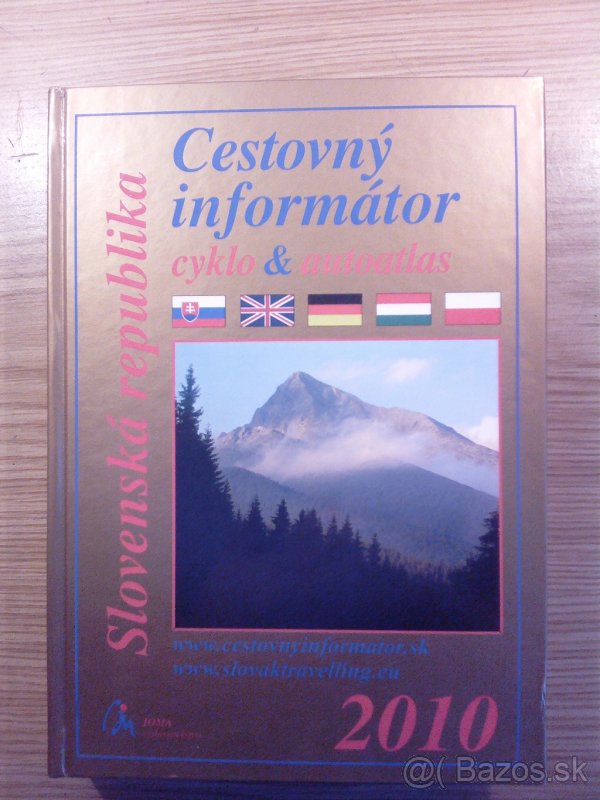 Slovenská republika
Cestovný
informátor
cyklo & autoatlas
www.cestovnyinformator.sk
www.slovaktravelling.eu
JOMA
2010
@( Bazos.sk